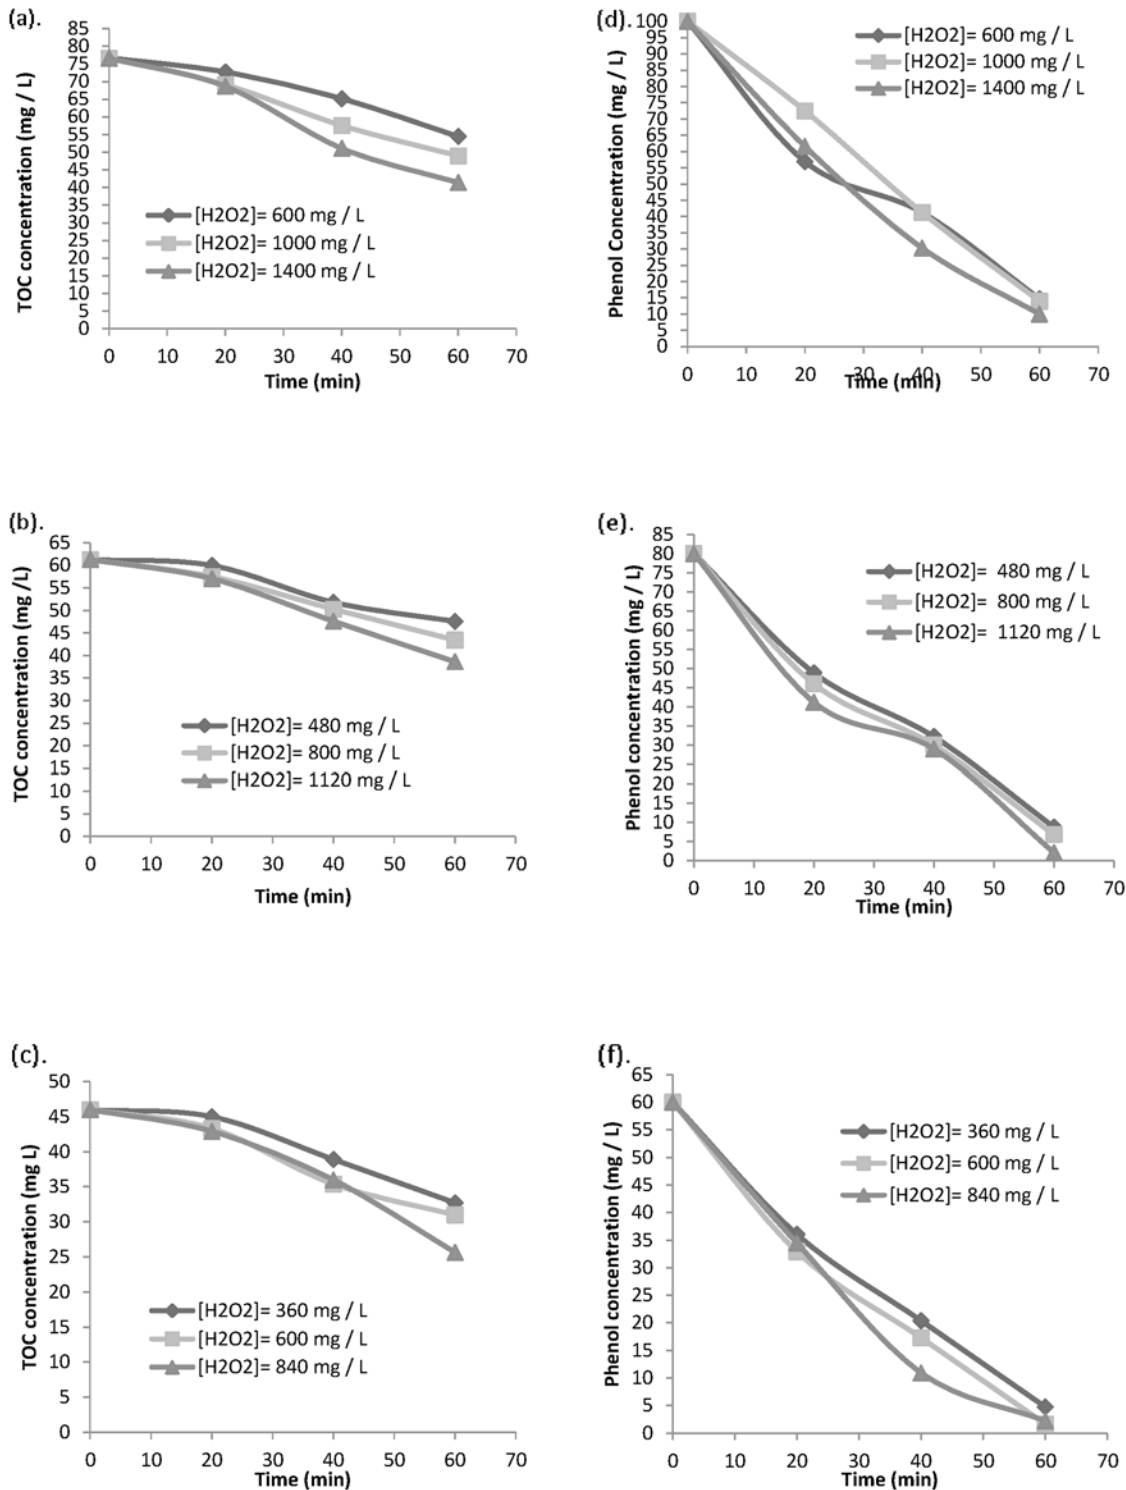 (a).
TOC concentration (mg / L)
85
80
75
70
65
60
55
50
45
40
35
30
25
20
15
10
5
0
[H2O2]= 600 mg / L
[H2O2]= 1000 mg / L
[H2O2]= 1400 mg / L
0 10 20 30 40 50 60 70
Time (min)
(d).
Phenol Concentration (mg / L)
100
95
90
85
80
75
70
65
60
55
50
45
40
35
30
25
20
15
10
5
0
[H2O2]= 600 mg / L
[H2O2]= 1000 mg / L
[H2O2]= 1400 mg / L
0 10 20 30 40 50 60 70
Time (min)
(b).
TOC concentration (mg /L)
65
60
55
50
45
40
35
30
25
20
15
10
5
0
[H2O2]= 480 mg / L
[H2O2]= 800 mg / L
[H2O2]= 1120 mg / L
0 10 20 30 40 50 60 70
Time (min)
(e).
Phenol concentration (mg / L)
85
80
75
70
65
60
55
50
45
40
35
30
25
20
15
10
5
0
[H2O2]= 480 mg / L
[H2O2]= 800 mg / L
[H2O2]= 1120 mg / L
0 10 20 30 40 50 60 70
Time (min)
(c).
TOC concentration (mg L)
50
45
40
35
30
25
20
15
10
5
0
[H2O2]= 360 mg / L
[H2O2]= 600 mg / L
[H2O2]= 840 mg / L
0 10 20 30 40 50 60 70
Time (min)
(f).
Phenol concentration (mg / L)
65
60
55
50
45
40
35
30
25
20
15
10
5
0
[H2O2]= 360 mg / L
[H2O2]= 600 mg / L
[H2O2]= 840 mg / L
0 10 20 30 40 50 60 70
Time (min)